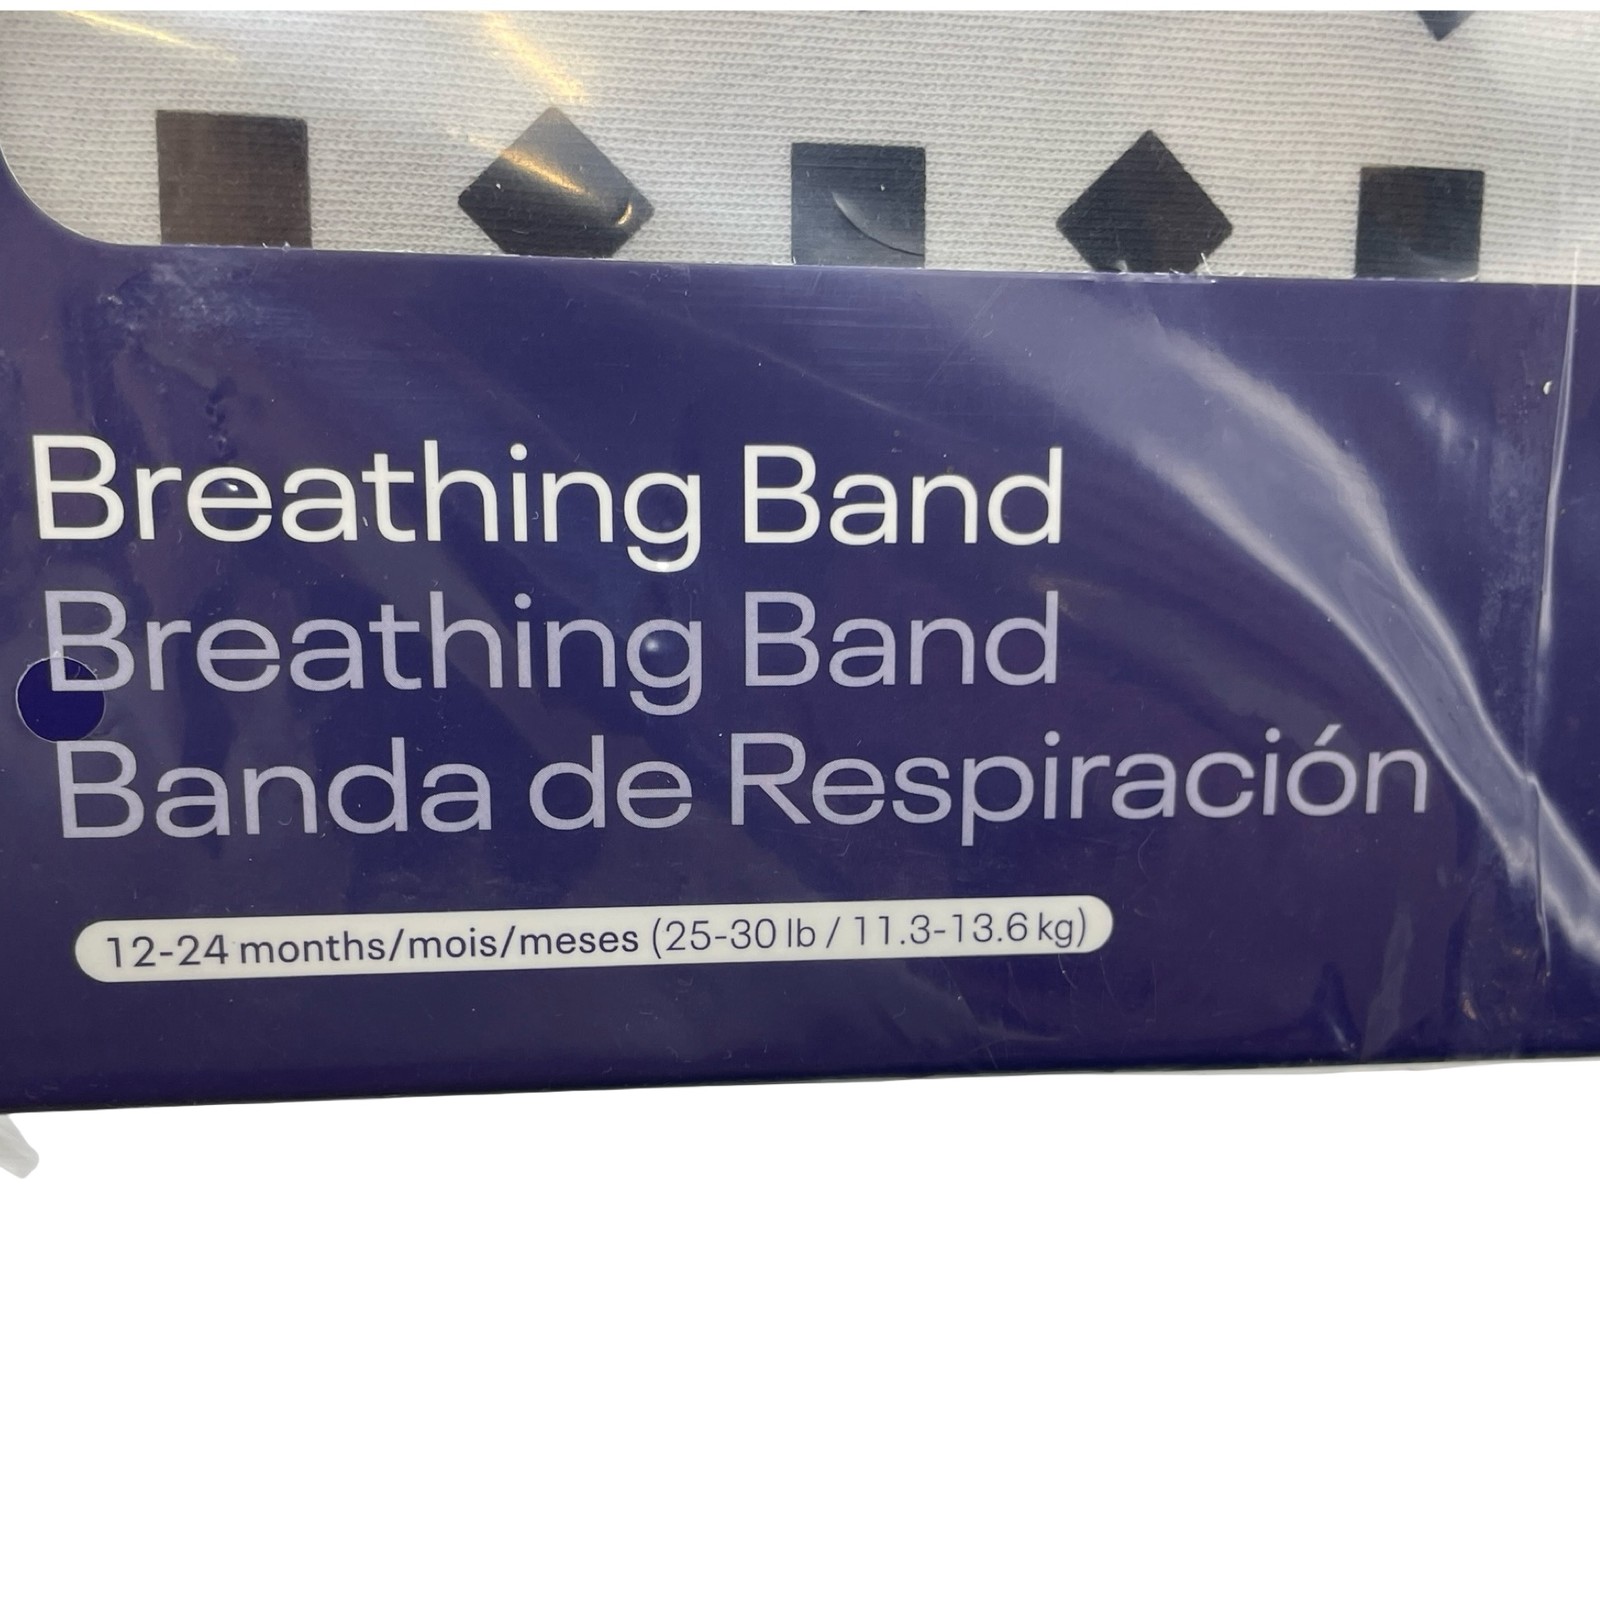 Breathing Band
Breathing Band
Banda de Respiración
12-24 months/mois/meses (25-30 lb / 11.3-13.6 kg)